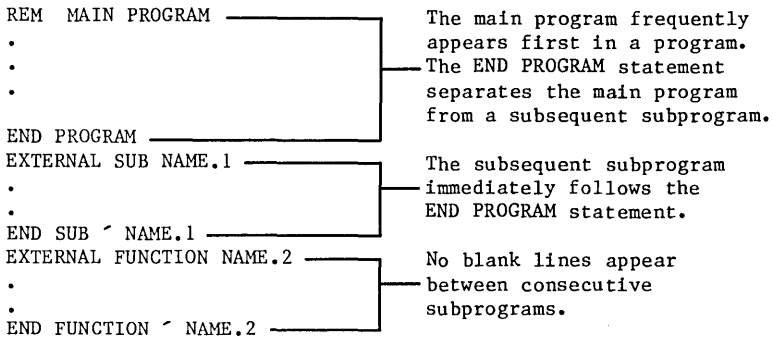 REM MAIN PROGRAM
.
.
.
END PROGRAM
The main program frequently
appears first in a program.
The END PROGRAM statement
separates the main program
from a subsequent subprogram.
EXTERNAL SUB NAME.1
.
.
END SUB ´ NAME.1
The subsequent subprogram
immediately follows the
END PROGRAM statement.
EXTERNAL FUNCTION NAME.2
.
.
END FUNCTION ´ NAME.2
No blank lines appear
between consecutive
subprograms.